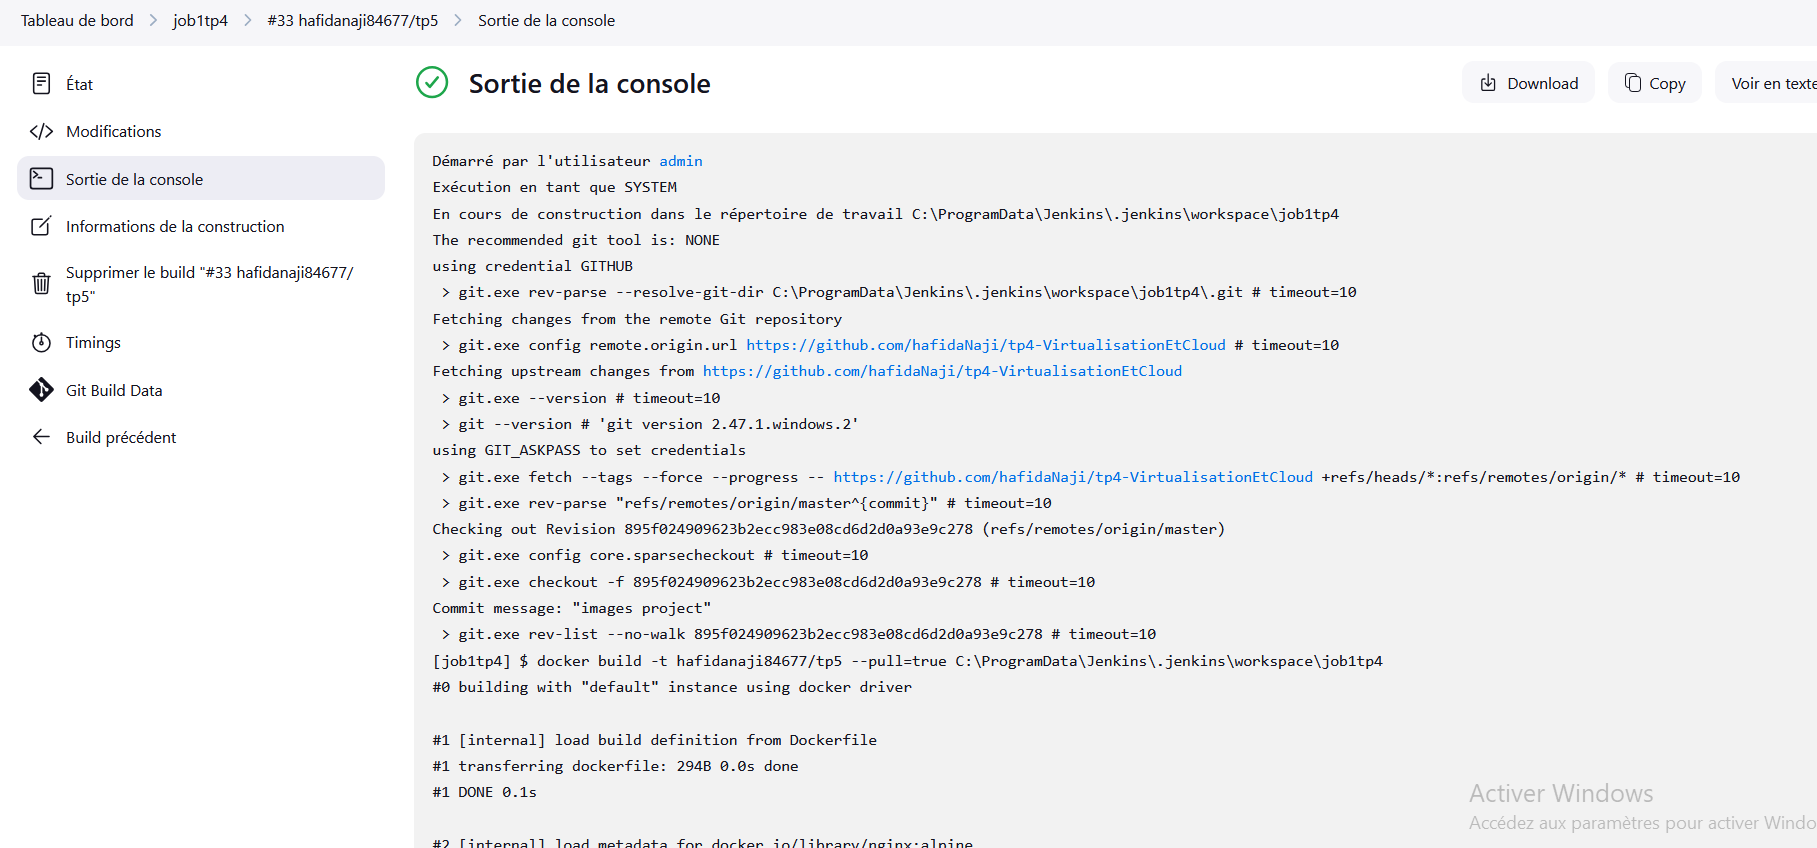 Tableau de bord > job1tp4 > #33 hafidanaji84677/tp5 > Sortie de la console
État
Modifications
Sortie de la console
Informations de la construction
Supprimer le build "#33 hafidanaji84677/
tp5"
Timings
Git Build Data
Build précédent
Sortie de la console
Download
Copy
Voir en texte
Démarré par l'utilisateur admin
Exécution en tant que SYSTEM
En cours de construction dans le répertoire de travail C:\ProgramData\Jenkins\.jenkins\workspace\job1tp4
The recommended git tool is: NONE
using credential GITHUB
> git.exe rev-parse --resolve-git-dir C:\ProgramData\Jenkins\.jenkins\workspace\job1tp4\.git # timeout=10
Fetching changes from the remote Git repository
> git.exe config remote.origin.url https://github.com/hafidaNaji/tp4-VirtualisationEtCloud # timeout=10
Fetching upstream changes from https://github.com/hafidaNaji/tp4-VirtualisationEtCloud
> git.exe --version # timeout=10
> git --version # 'git version 2.47.1.windows.2'
using GIT_ASKPASS to set credentials
> git.exe fetch --tags --force --progress -- https://github.com/hafidaNaji/tp4-VirtualisationEtCloud +refs/heads/*:refs/remotes/origin/* # timeout=10
> git.exe rev-parse "refs/remotes/origin/master^{commit}" # timeout=10
Checking out Revision 895f024909623b2ecc983e08cd6d2d0a93e9c278 (refs/remotes/origin/master)
> git.exe config core.sparsecheckout # timeout=10
> git.exe checkout -f 895f024909623b2ecc983e08cd6d2d0a93e9c278 # timeout=10
Commit message: "images project"
> git.exe rev-list --no-walk 895f024909623b2ecc983e08cd6d2d0a93e9c278 # timeout=10
[job1tp4] $ docker build -t hafidanaji84677/tp5 --pull=true C:\ProgramData\Jenkins\.jenkins\workspace\job1tp4
#0 building with "default" instance using docker driver
#1 [internal] load build definition from Dockerfile
#1 transferring dockerfile: 294B 0.0s done
#1 DONE 0.1s
#2 [internal] load metadata for docker.io/library/nginx:alpine
Activer Windows
Accédez aux paramètres pour activer Windo